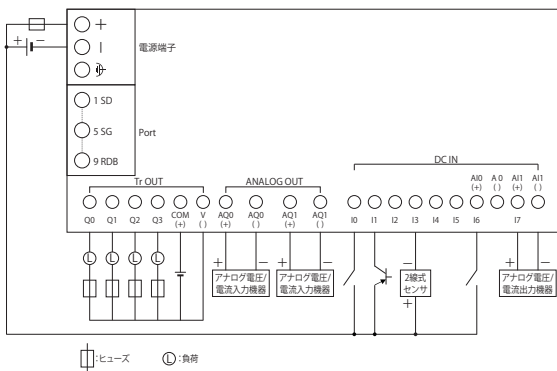 +
+ −
−
電源端子
1 SD
5 SG
Port
9 RDB
Tr OUT
ANALOG OUT
DC IN
AI0 (+)
A 0 ( )
AI1 (+)
AI1 ( )
Q0 Q1 Q2 Q3 COM (+) V ( ) AQ0 (+) AQ0 ( ) AQ1 (+) AQ1 ( ) I0 I1 I2 I3 I4 I5 I6 I7
L L L L
+ − + − − + −
アナログ電圧/
電流入力機器
アナログ電圧/
電流入力機器
2線式
センサ
+
アナログ電圧/
電流出力機器
:ヒューズ
L :負荷